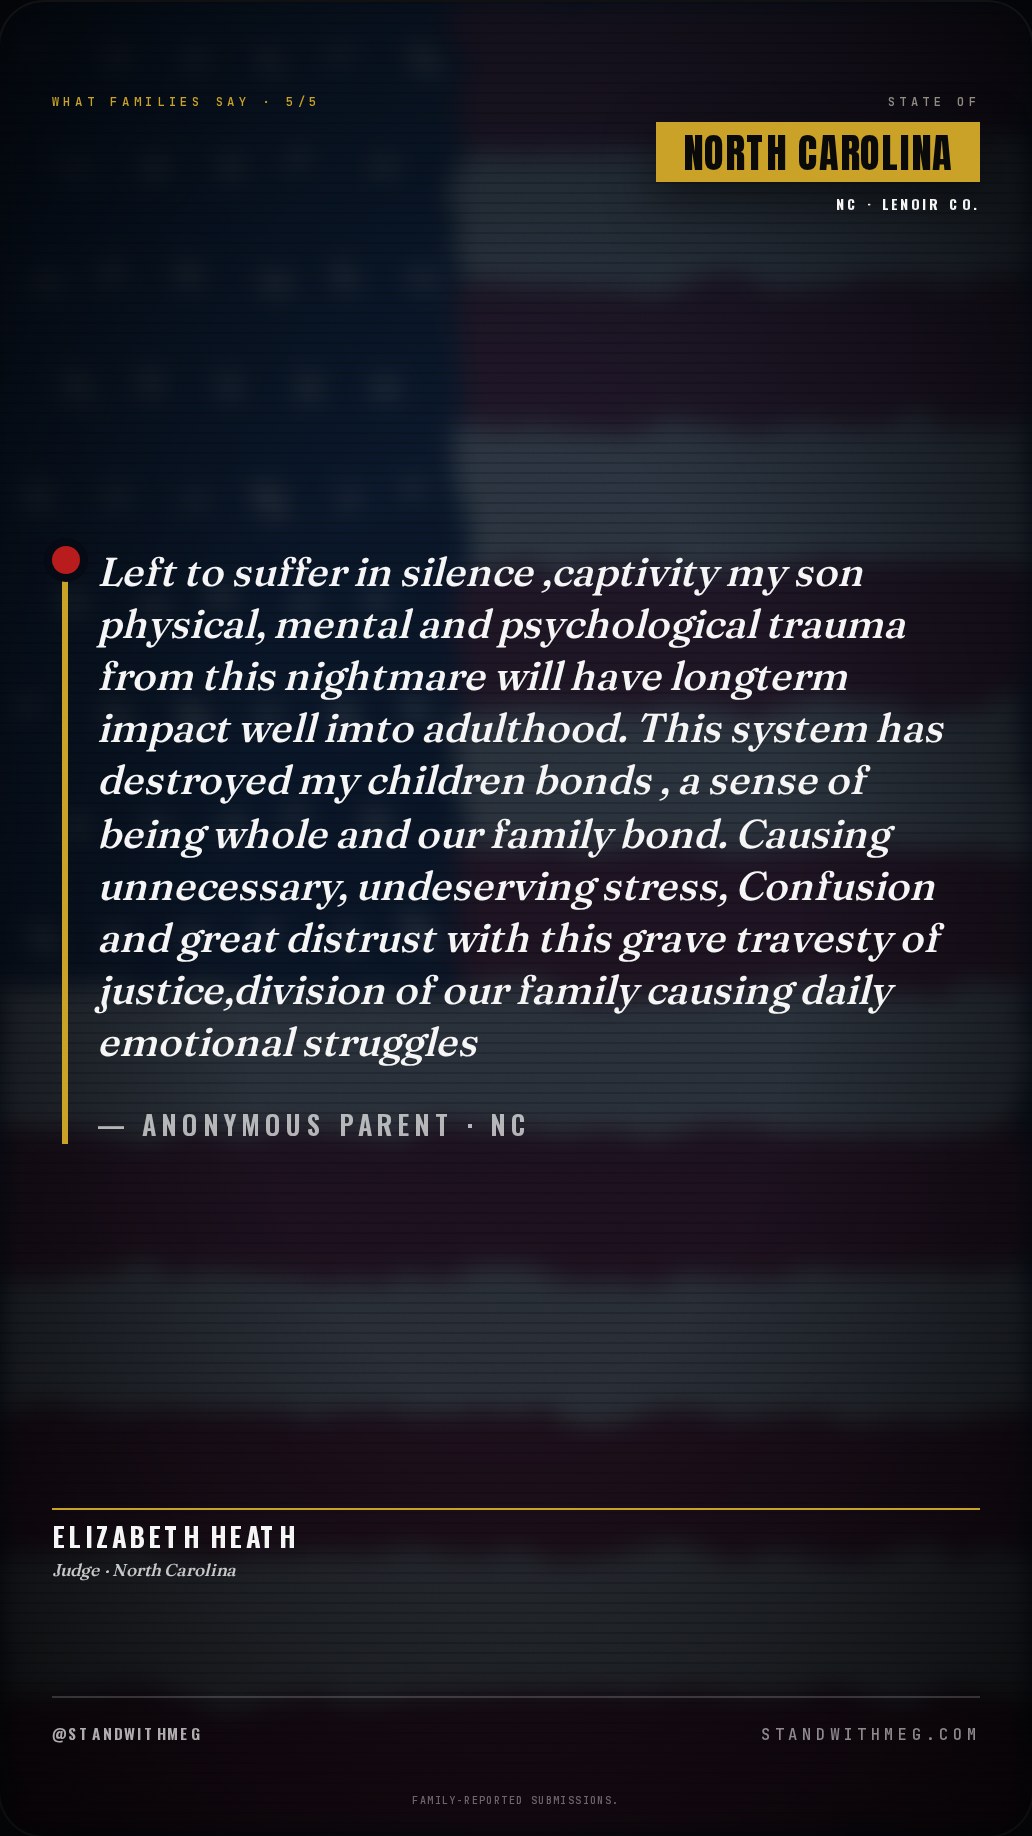 WHAT FAMILIES SAY · 5/5
STATE OF
NORTH CAROLINA
NC · LENOIR CO.
Left to suffer in silence ,captivity my son
physical, mental and psychological trauma
from this nightmare will have longterm
impact well imto adulthood. This system has
destroyed my children bonds , a sense of
being whole and our family bond. Causing
unnecessary, undeserving stress, Confusion
and great distrust with this grave travesty of
justice,division of our family causing daily
emotional struggles
— ANONYMOUS PARENT · NC
ELIZABETH HEATH
Judge · North Carolina
@STANDWITHMEG
STANDWITHMEG.COM
FAMILY-REPORTED SUBMISSIONS.